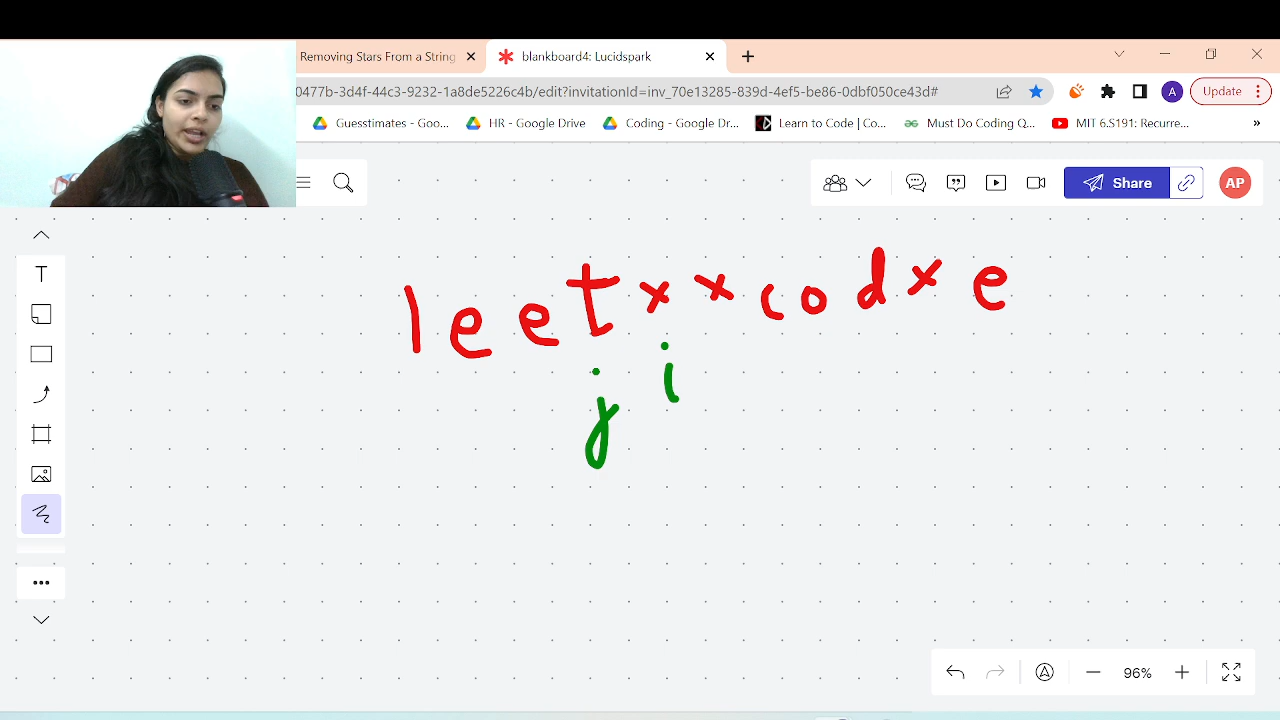 Removing Stars From a String
blankboard4: Lucidspark
0477b-3d4f-44c3-9232-1a8de5226c4b/edit?invitationId=inv_70e13285-839d-4ef5-be86-0dbf050ce43d#
A
Update
Guesstimates - Goo...
HR - Google Drive
Coding - Google Dr...
Learn to Code | Co...
Must Do Coding Q...
MIT 6.S191: Recurre...
»
Share
AP
T
l e e t x x c o d x e
j i
96%